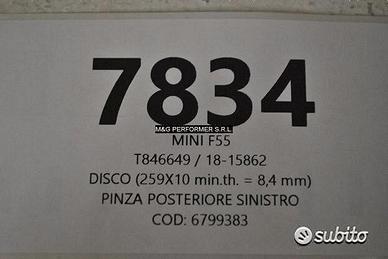 7834
M&G PERFORMER S.R.L
MINI F55
T846649 / 18-15862
DISCO (259X10 min.th. = 8,4 mm)
PINZA POSTERIORE SINISTRO
COD: 6799383
subito